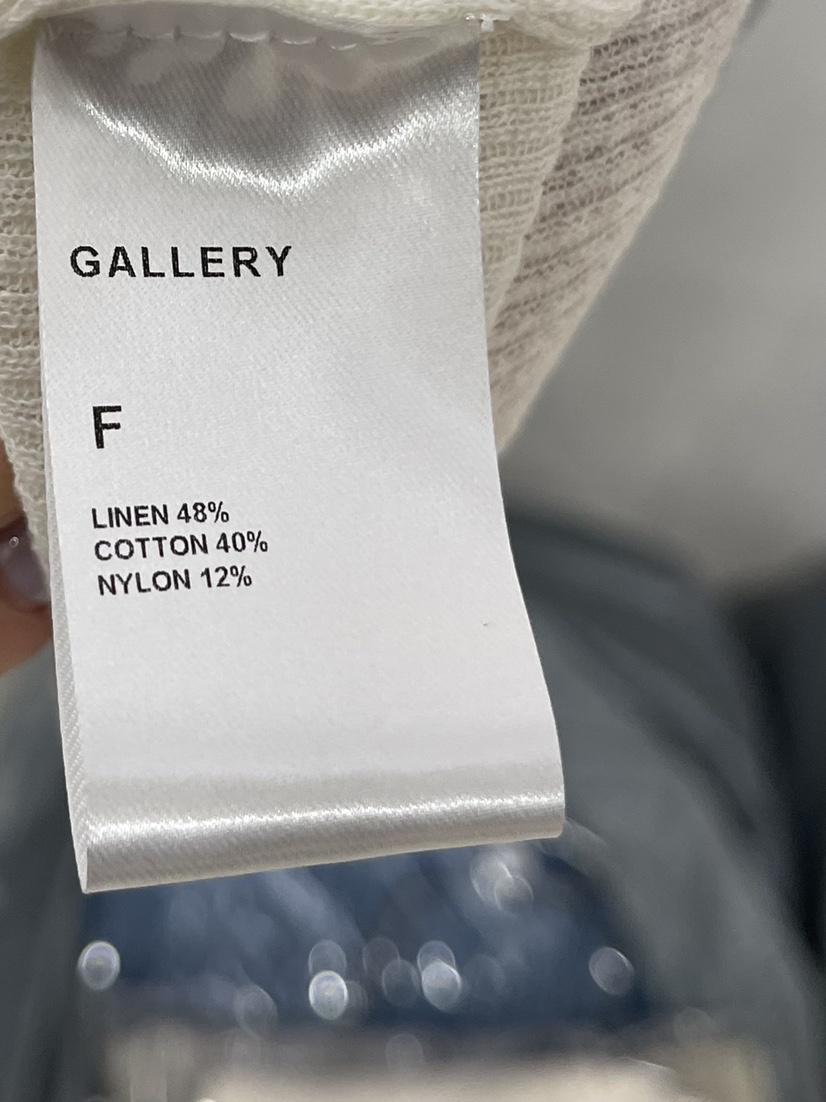 GALLERY
F
LINEN 48%
COTTON 40%
NYLON 12%